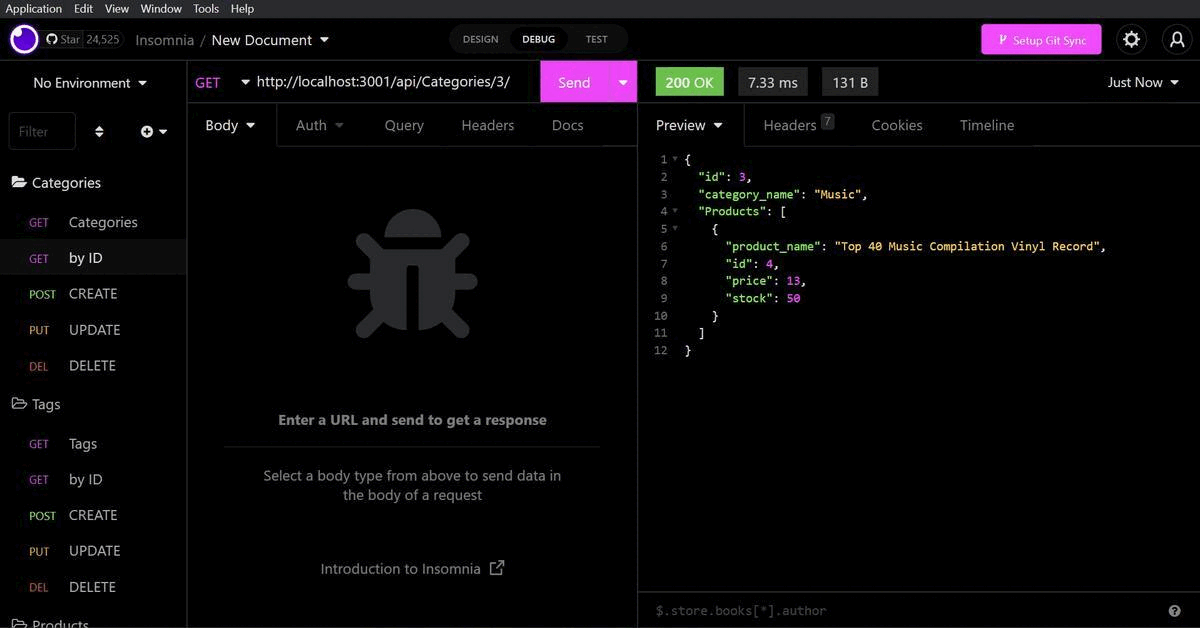 Application Edit View Window Tools Help
Star 24,525 Insomnia / New Document DESIGN DEBUG TEST Setup Git Sync
No Environment GET http://localhost:3001/api/Categories/3/ Send 200 OK 7.33 ms 131 B Just Now
Filter Body Auth Query Headers Docs Preview Headers 7 Cookies Timeline
Categories
GET Categories
GET by ID
POST CREATE
PUT UPDATE
DEL DELETE
Tags
GET Tags
GET by ID
POST CREATE
PUT UPDATE
DEL DELETE
Products
Enter a URL and send to get a response
Select a body type from above to send data in
the body of a request
Introduction to Insomnia
1 {
2 "id": 3,
3 "category_name": "Music",
4 "Products": [
5 {
6 "product_name": "Top 40 Music Compilation Vinyl Record",
7 "id": 4,
8 "price": 13,
9 "stock": 50
10 }
11 ]
12 }
$.store.books[*].author ?